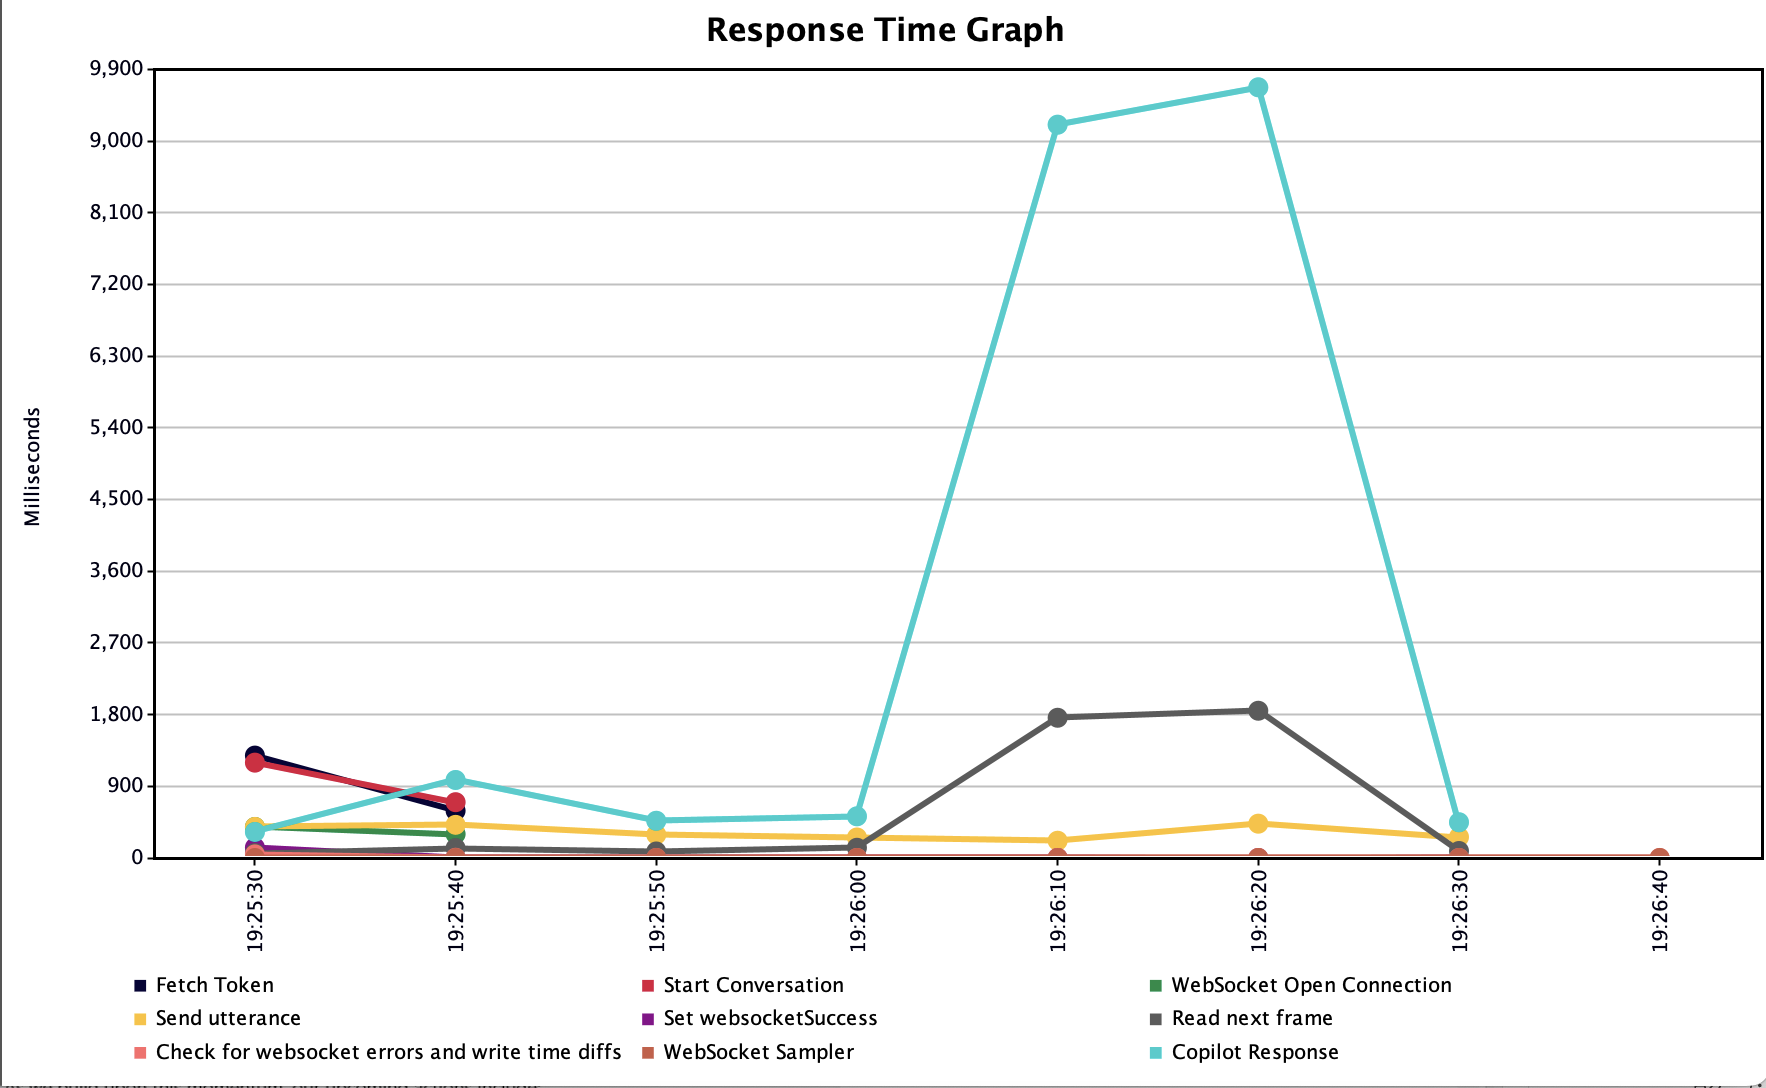 Response Time Graph
9,900
9,000
8,100
7,200
6,300
5,400
4,500
3,600
2,700
1,800
900
0
Milliseconds
19:25:30 19:25:40 19:25:50 19:26:00 19:26:10 19:26:20 19:26:30 19:26:40
Fetch Token Start Conversation WebSocket Open Connection
Send utterance Set websocketSuccess Read next frame
Check for websocket errors and write time diffs WebSocket Sampler Copilot Response